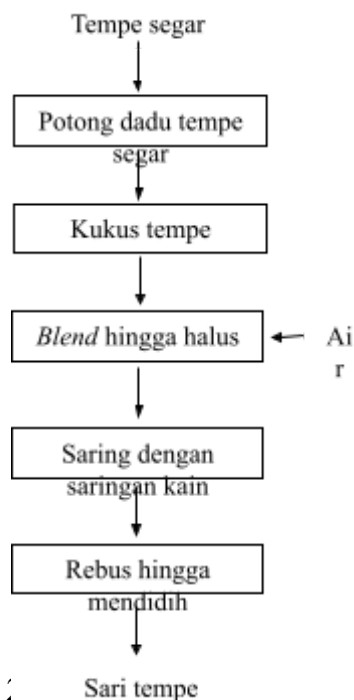 Tempe segar
Potong dadu tempe
segar
Kukus tempe
Blend hingga halus
Ai
r
Saring dengan
saringan kain
Rebus hingga
mendidih
Sari tempe